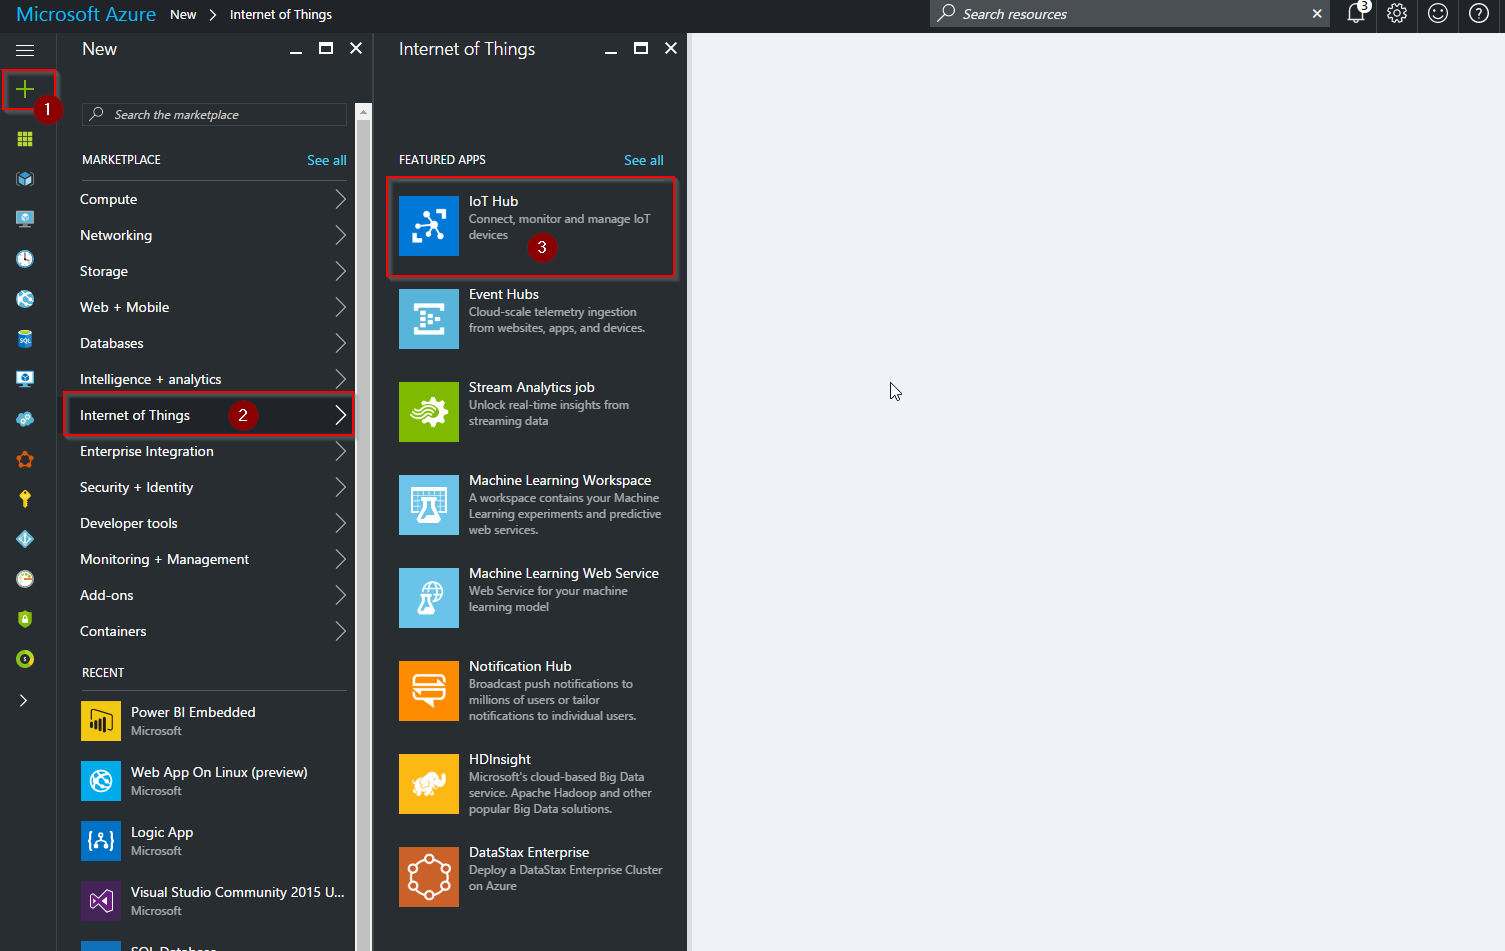 Microsoft Azure New > Internet of Things
Search resources
3
New
Internet of Things
1
Search the marketplace
MARKETPLACE See all
Compute
Networking
Storage
Web + Mobile
Databases
Intelligence + analytics
Internet of Things 2
Enterprise Integration
Security + Identity
Developer tools
Monitoring + Management
Add-ons
Containers
RECENT
Power BI Embedded
Microsoft
Web App On Linux (preview)
Microsoft
Logic App
Microsoft
Visual Studio Community 2015 U...
Microsoft
SQL Database
FEATURED APPS See all
IoT Hub
Connect, monitor and manage IoT
devices
3
Event Hubs
Cloud-scale telemetry ingestion
from websites, apps, and devices.
Stream Analytics job
Unlock real-time insights from
streaming data
Machine Learning Workspace
A workspace contains your Machine
Learning experiments and predictive
web services.
Machine Learning Web Service
Web Service for your machine
learning model
Notification Hub
Broadcast push notifications to
millions of users or tailor
notifications to individual users.
HDInsight
Microsoft's cloud-based Big Data
service. Apache Hadoop and other
popular Big Data solutions.
DataStax Enterprise
Deploy a DataStax Enterprise Cluster
on Azure
SQL